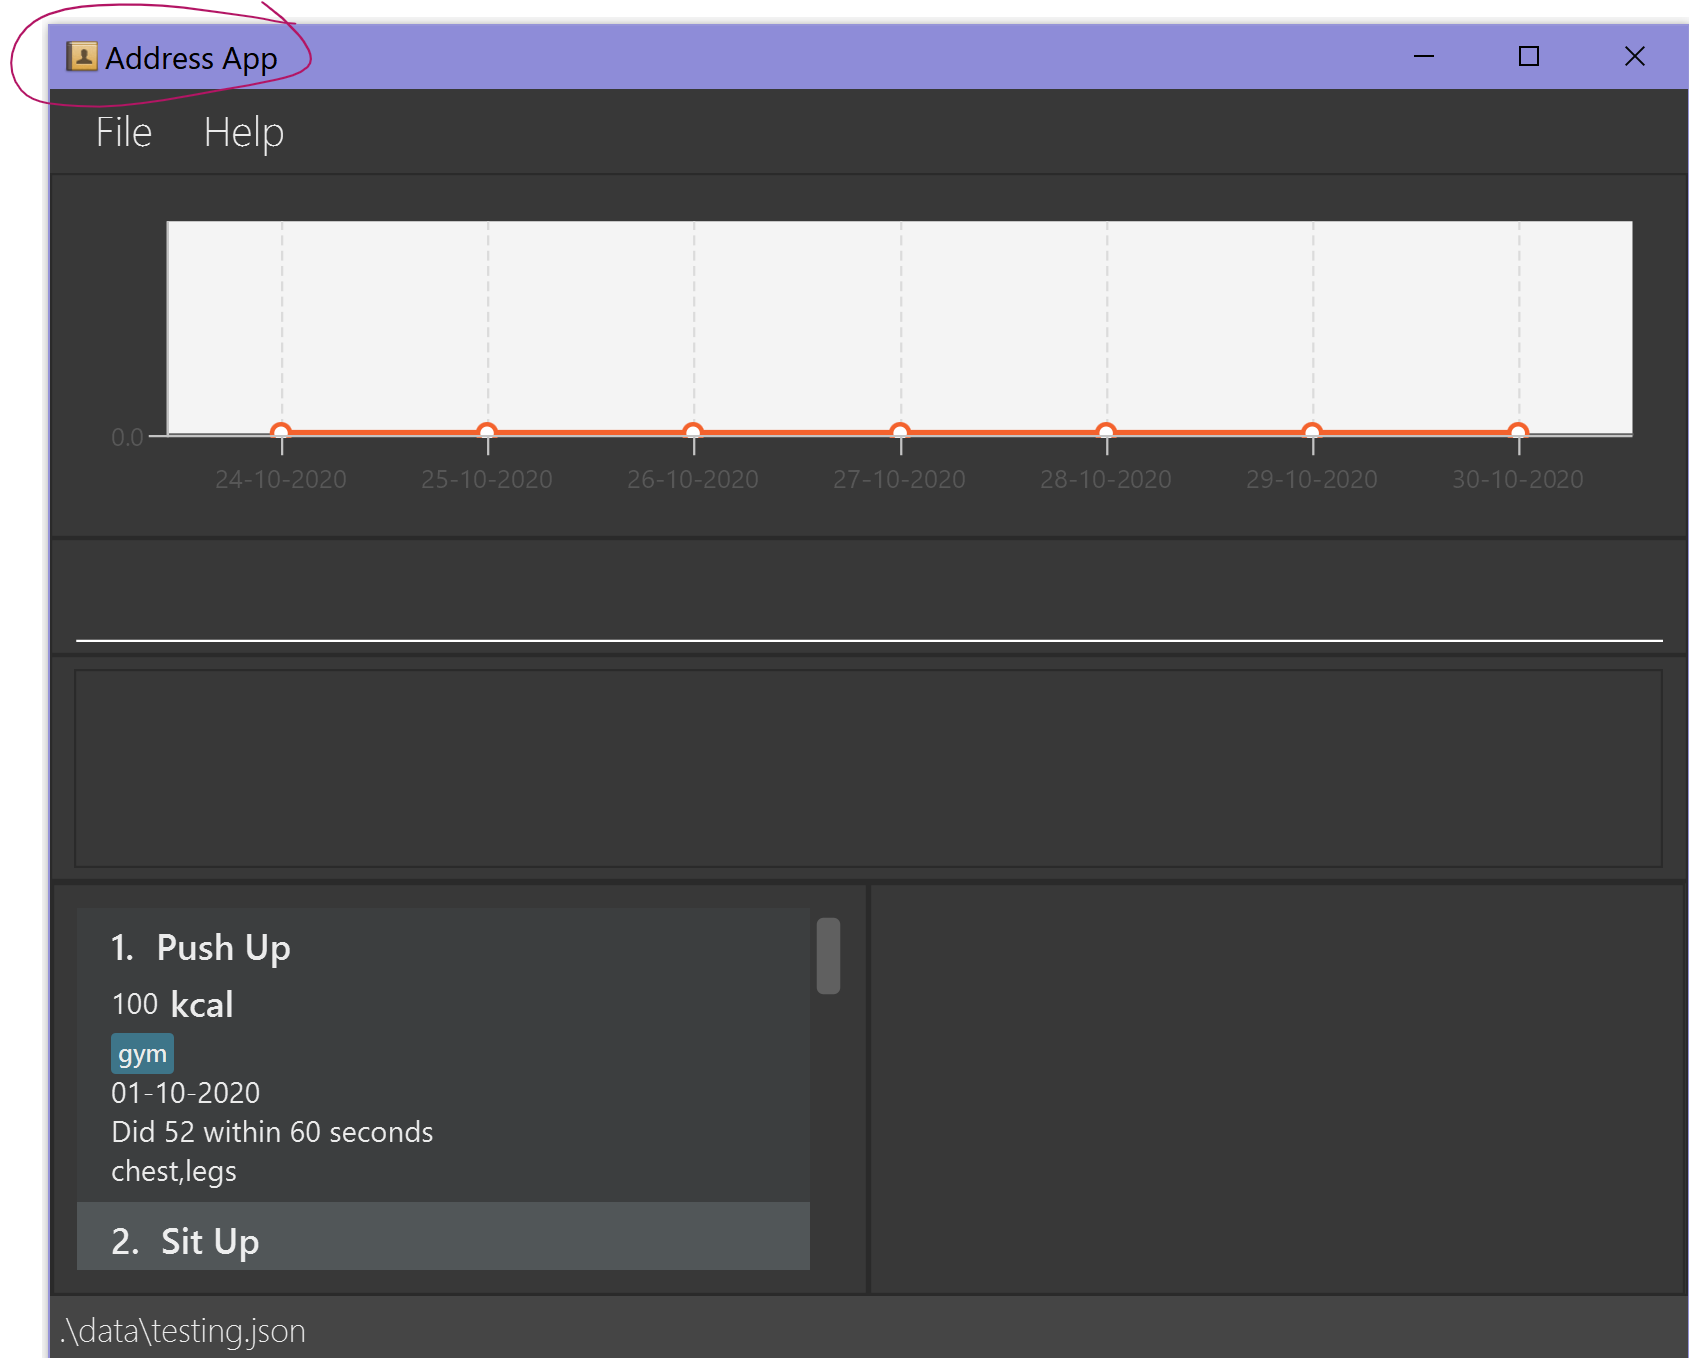 Address App
File Help
0.0
24-10-2020 25-10-2020 26-10-2020 27-10-2020 28-10-2020 29-10-2020 30-10-2020
1. Push Up
100 kcal
gym
01-10-2020
Did 52 within 60 seconds
chest,legs
2. Sit Up
.\data\testing.json